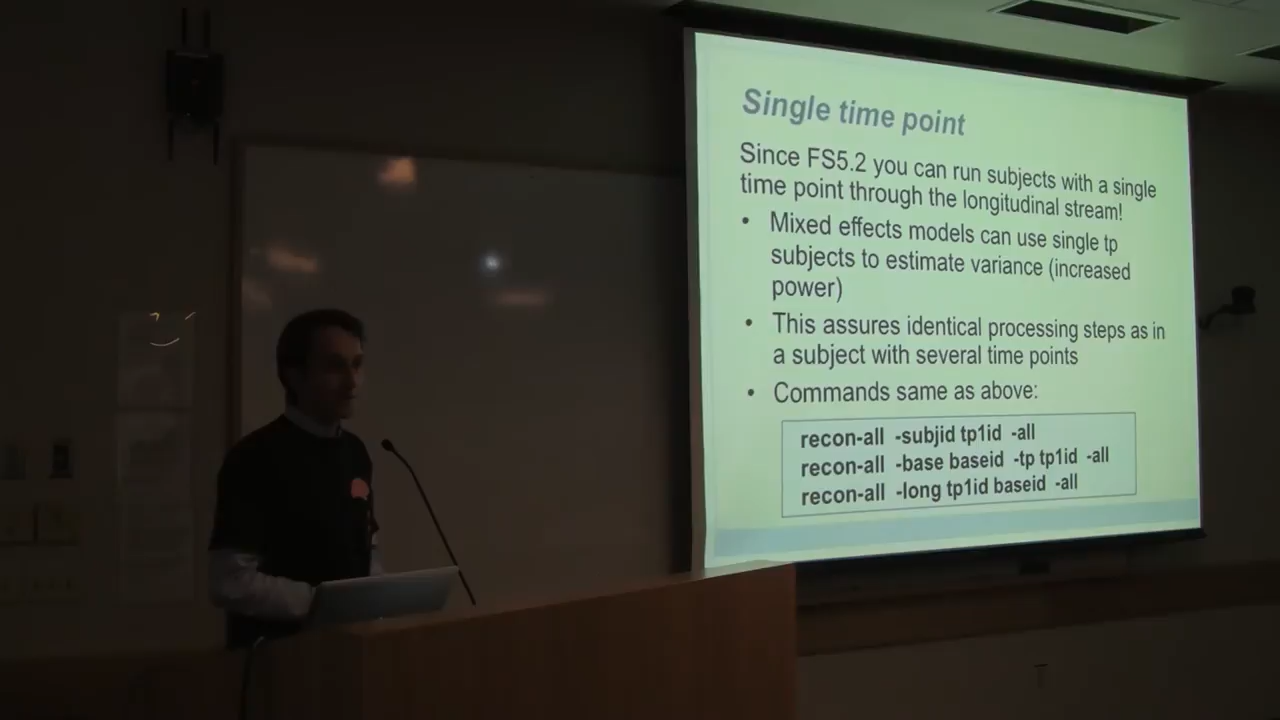 Single time point
Since FS5.2 you can run subjects with a single
time point through the longitudinal stream!
• Mixed effects models can use single tp
subjects to estimate variance (increased
power)
• This assures identical processing steps as in
a subject with several time points
• Commands same as above:
recon-all -subjid tp1id -all
recon-all -base baseid -tp tp1id -all
recon-all -long tp1id baseid -all